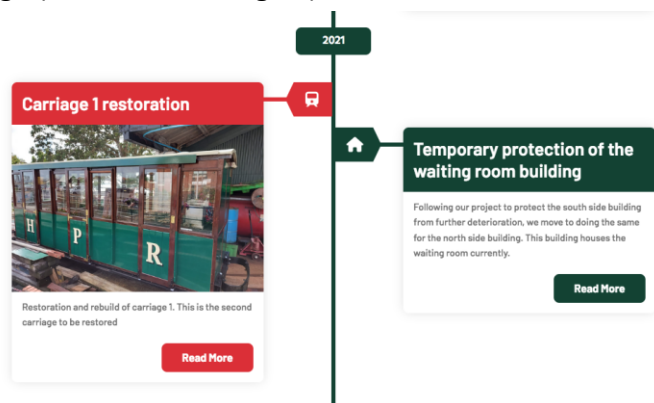 2021
Carriage 1 restoration
H P R
Restoration and rebuild of carriage 1. This is the second
carriage to be restored
Read More
Temporary protection of the
waiting room building
Following our project to protect the south side building
from further deterioration, we move to doing the same
for the north side building. This building houses the
waiting room currently.
Read More